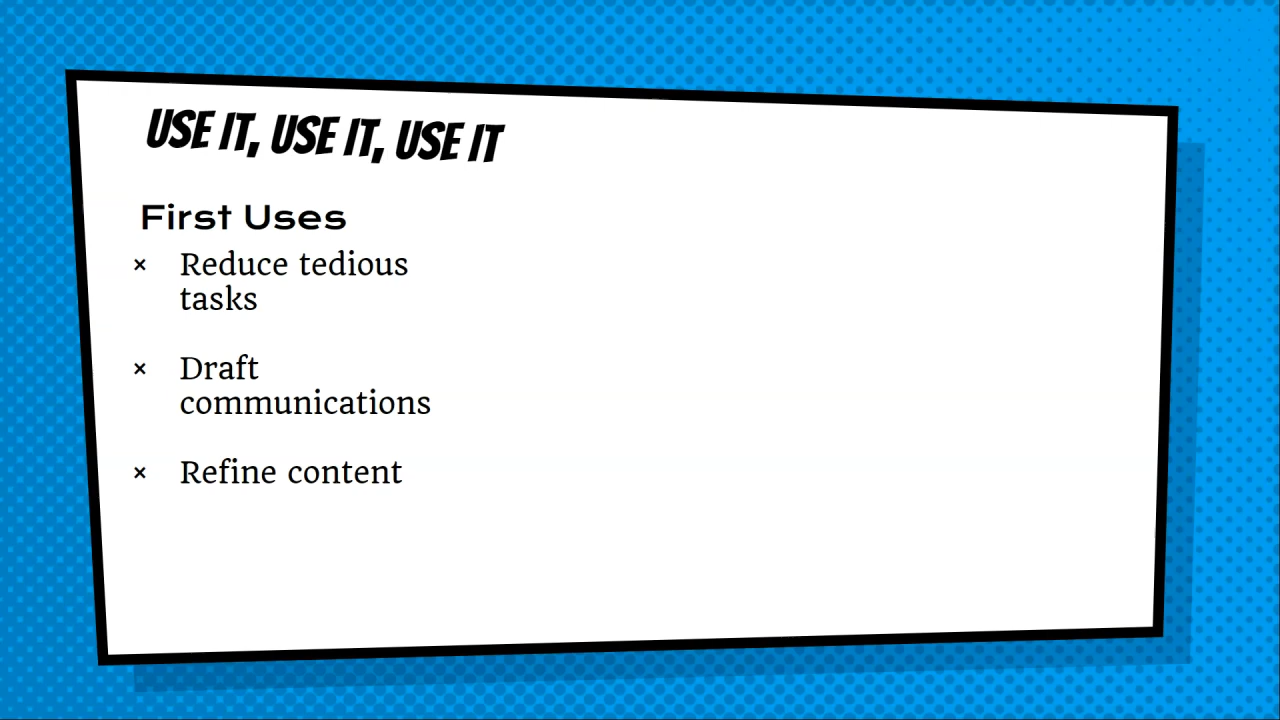 USE IT, USE IT, USE IT
First Uses
× Reduce tedious
tasks
× Draft
communications
× Refine content